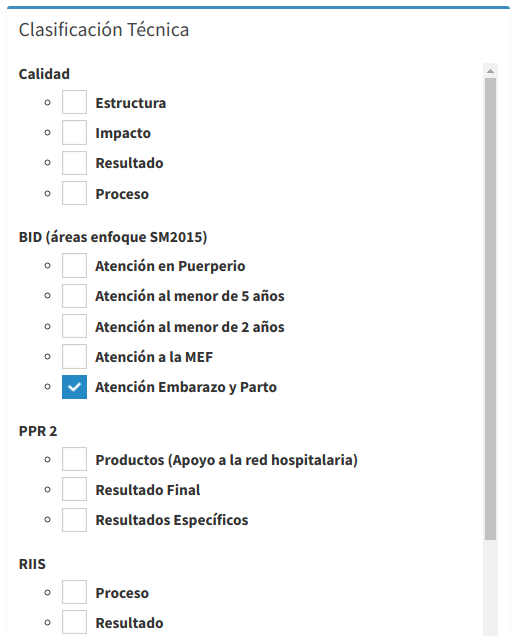 Clasificación Técnica
Calidad
Estructura
Impacto
Resultado
Proceso
BID (áreas enfoque SM2015)
Atención en Puerperio
Atención al menor de 5 años
Atención al menor de 2 años
Atención a la MEF
Atención Embarazo y Parto
PPR 2
Productos (Apoyo a la red hospitalaria)
Resultado Final
Resultados Específicos
RIIS
Proceso
Resultado